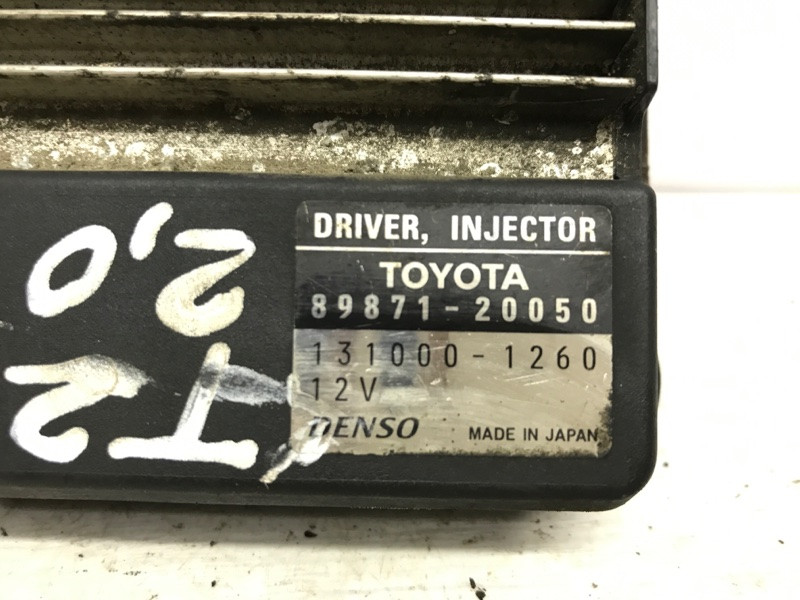 DRIVER, INJECTOR
TOYOTA
89871-20050
131000-1260
12V
DENSO MADE IN JAPAN
T2
2,0